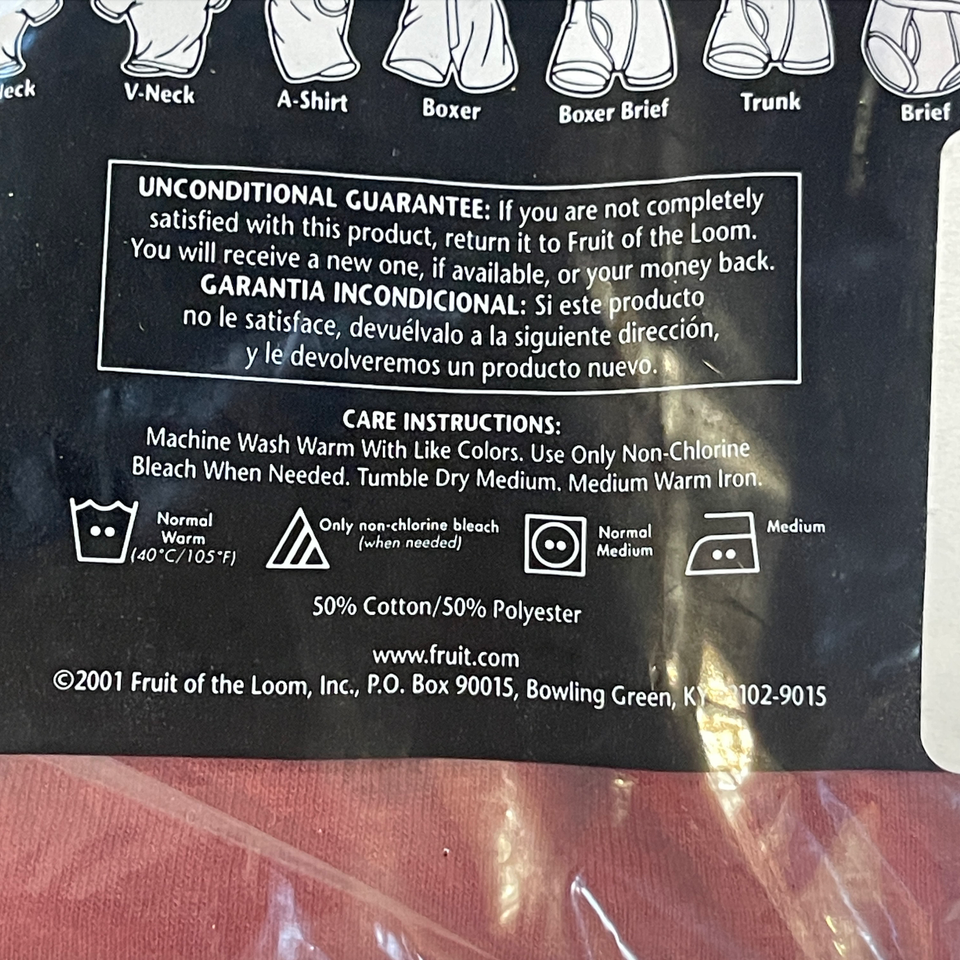 V-Neck A-Shirt Boxer Boxer Brief Trunk Brief
UNCONDITIONAL GUARANTEE: If you are not completely
satisfied with this product, return it to Fruit of the Loom.
You will receive a new one, if available, or your money back.
GARANTIA INCONDICIONAL: Si este producto
no le satisface, devuélvalo a la siguiente dirección,
y le devolveremos un producto nuevo.
CARE INSTRUCTIONS:
Machine Wash Warm With Like Colors. Use Only Non-Chlorine
Bleach When Needed. Tumble Dry Medium. Medium Warm Iron.
Normal
Warm
(40°C/105°F)
Only non-chlorine bleach
(when needed)
Normal
Medium
Medium
50% Cotton/50% Polyester
www.fruit.com
©2001 Fruit of the Loom, Inc., P.O. Box 90015, Bowling Green, KY